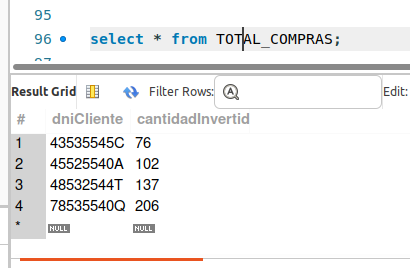 95
96 select * from TOTAL_COMPRAS;
Result Grid Filter Rows: Edit:
# dniCliente cantidadInvertid
1 43535545C 76
2 45525540A 102
3 48532544T 137
4 78535540Q 206
* NULL NULL